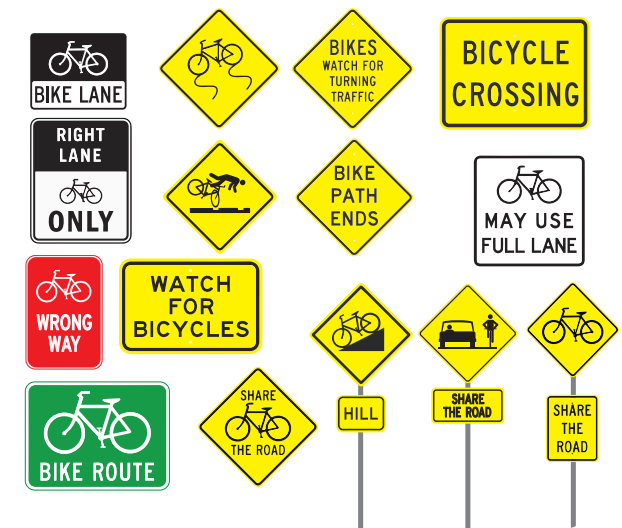 BIKE LANE
BIKES
WATCH FOR
TURNING
TRAFFIC
BICYCLE
CROSSING
RIGHT
LANE
ONLY
BIKE
PATH
ENDS
MAY USE
FULL LANE
WRONG
WAY
WATCH
FOR
BICYCLES
HILL
SHARE
THE ROAD
SHARE
THE
ROAD
BIKE ROUTE
SHARE
THE ROAD